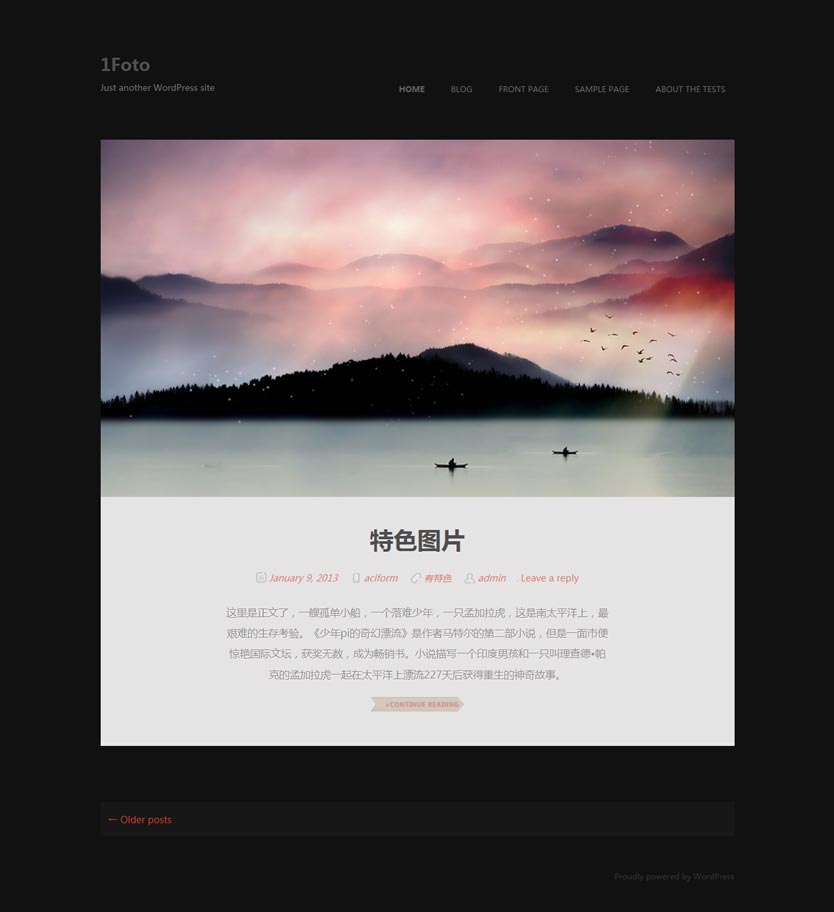 1Foto
Just another WordPress site
HOME BLOG FRONT PAGE SAMPLE PAGE ABOUT THE TESTS
特色图片
January 9, 2013 aciform 有特色 admin Leave a reply
这里是正文了，一艘孤单小船，一个落难少年，一只孟加拉虎，这是南太平洋上，最
艰难的生存考验。《少年pi的奇幻漂流》是作者马特尔的第二部小说，但是一面市便
惊艳国际文坛，获奖无数，成为畅销书。小说描写一个印度男孩和一只叫理查德•帕
克的孟加拉虎一起在太平洋上漂流227天后获得重生的神奇故事。
+CONTINUE READING
← Older posts
Proudly powered by WordPress